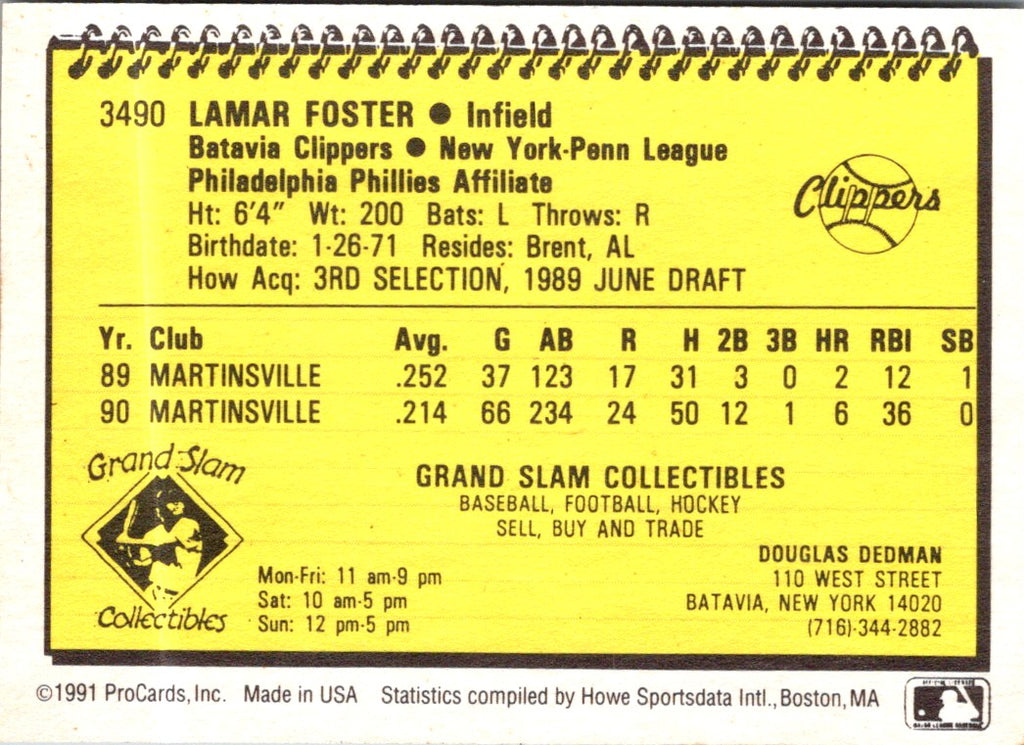 3490 LAMAR FOSTER ● Infield
Batavia Clippers ● New York-Penn League
Philadelphia Phillies Affiliate
Ht: 6'4" Wt: 200 Bats: L Throws: R
Birthdate: 1-26-71 Resides: Brent, AL
How Acq: 3RD SELECTION, 1989 JUNE DRAFT
Clippers
Yr. Club Avg. G AB R H 2B 3B HR RBI SB
89 MARTINSVILLE .252 37 123 17 31 3 0 2 12 1
90 MARTINSVILLE .214 66 234 24 50 12 1 6 36 0
Grand Slam
Collectibles
GRAND SLAM COLLECTIBLES
BASEBALL, FOOTBALL, HOCKEY
SELL, BUY AND TRADE
Mon-Fri: 11 am-9 pm
Sat: 10 am-5 pm
Sun: 12 pm-5 pm
DOUGLAS DEDMAN
110 WEST STREET
BATAVIA, NEW YORK 14020
(716)-344-2882
©1991 ProCards, Inc. Made in USA Statistics compiled by Howe Sportsdata Intl., Boston, MA